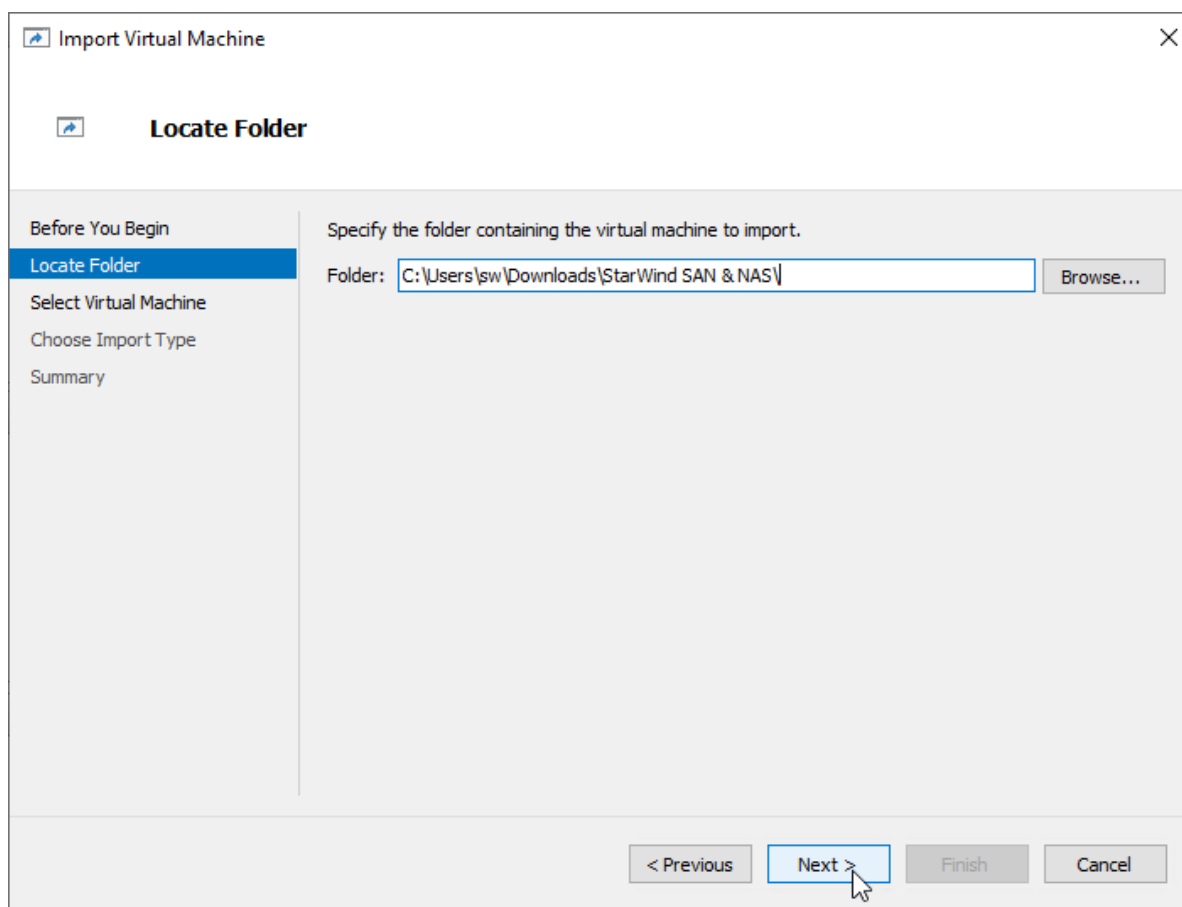 Import Virtual Machine
Locate Folder
Before You Begin
Locate Folder
Select Virtual Machine
Choose Import Type
Summary
Specify the folder containing the virtual machine to import.
Folder: C:\Users\sw\Downloads\StarWind SAN & NAS\ Browse...
< Previous Next > Finish Cancel